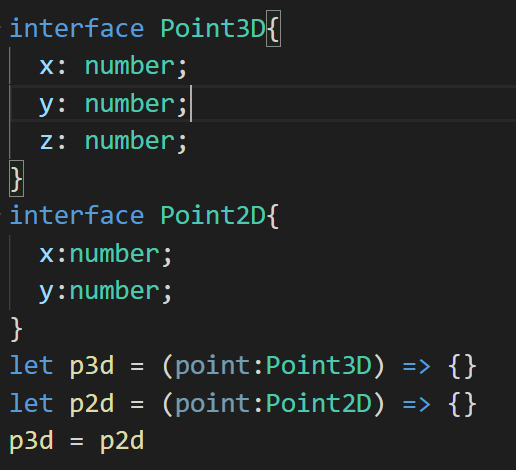 interface Point3D{
  x: number;
  y: number;
  z: number;
}
interface Point2D{
  x:number;
  y:number;
}
let p3d = (point:Point3D) => {}
let p2d = (point:Point2D) => {}
p3d = p2d